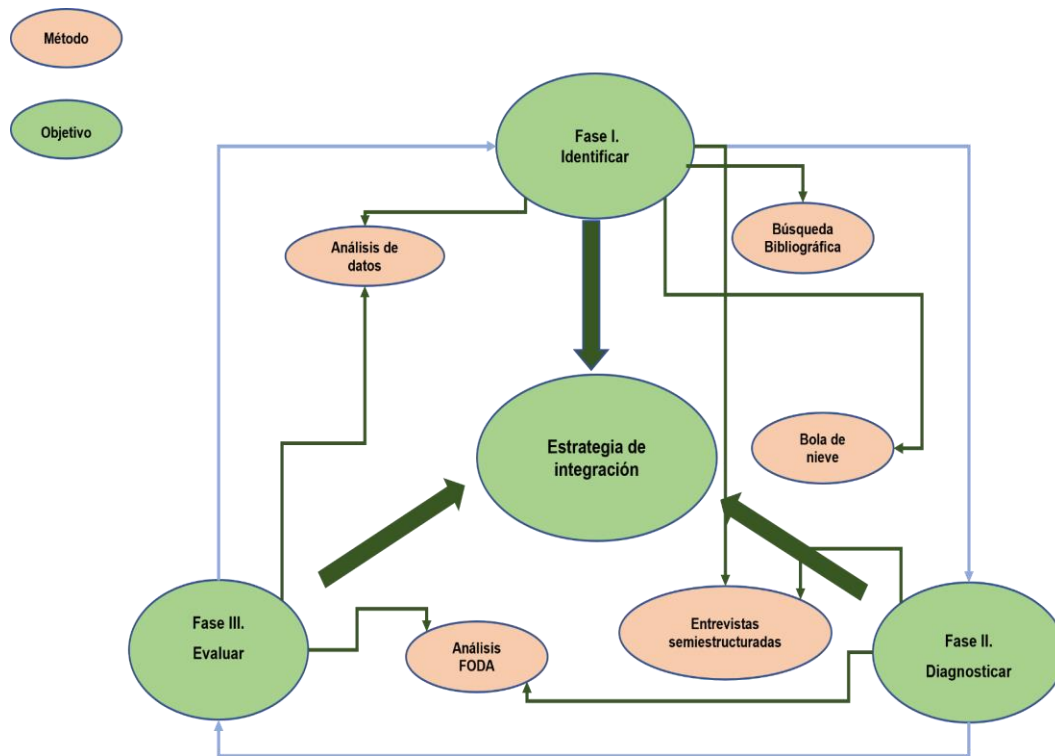 Método
Objetivo
Fase I.
Identificar
Búsqueda
Bibliográfica
Análisis de
datos
Estrategia de
integración
Bola de
nieve
Fase III.
Evaluar
Análisis
FODA
Entrevistas
semiestructuradas
Fase II.
Diagnosticar